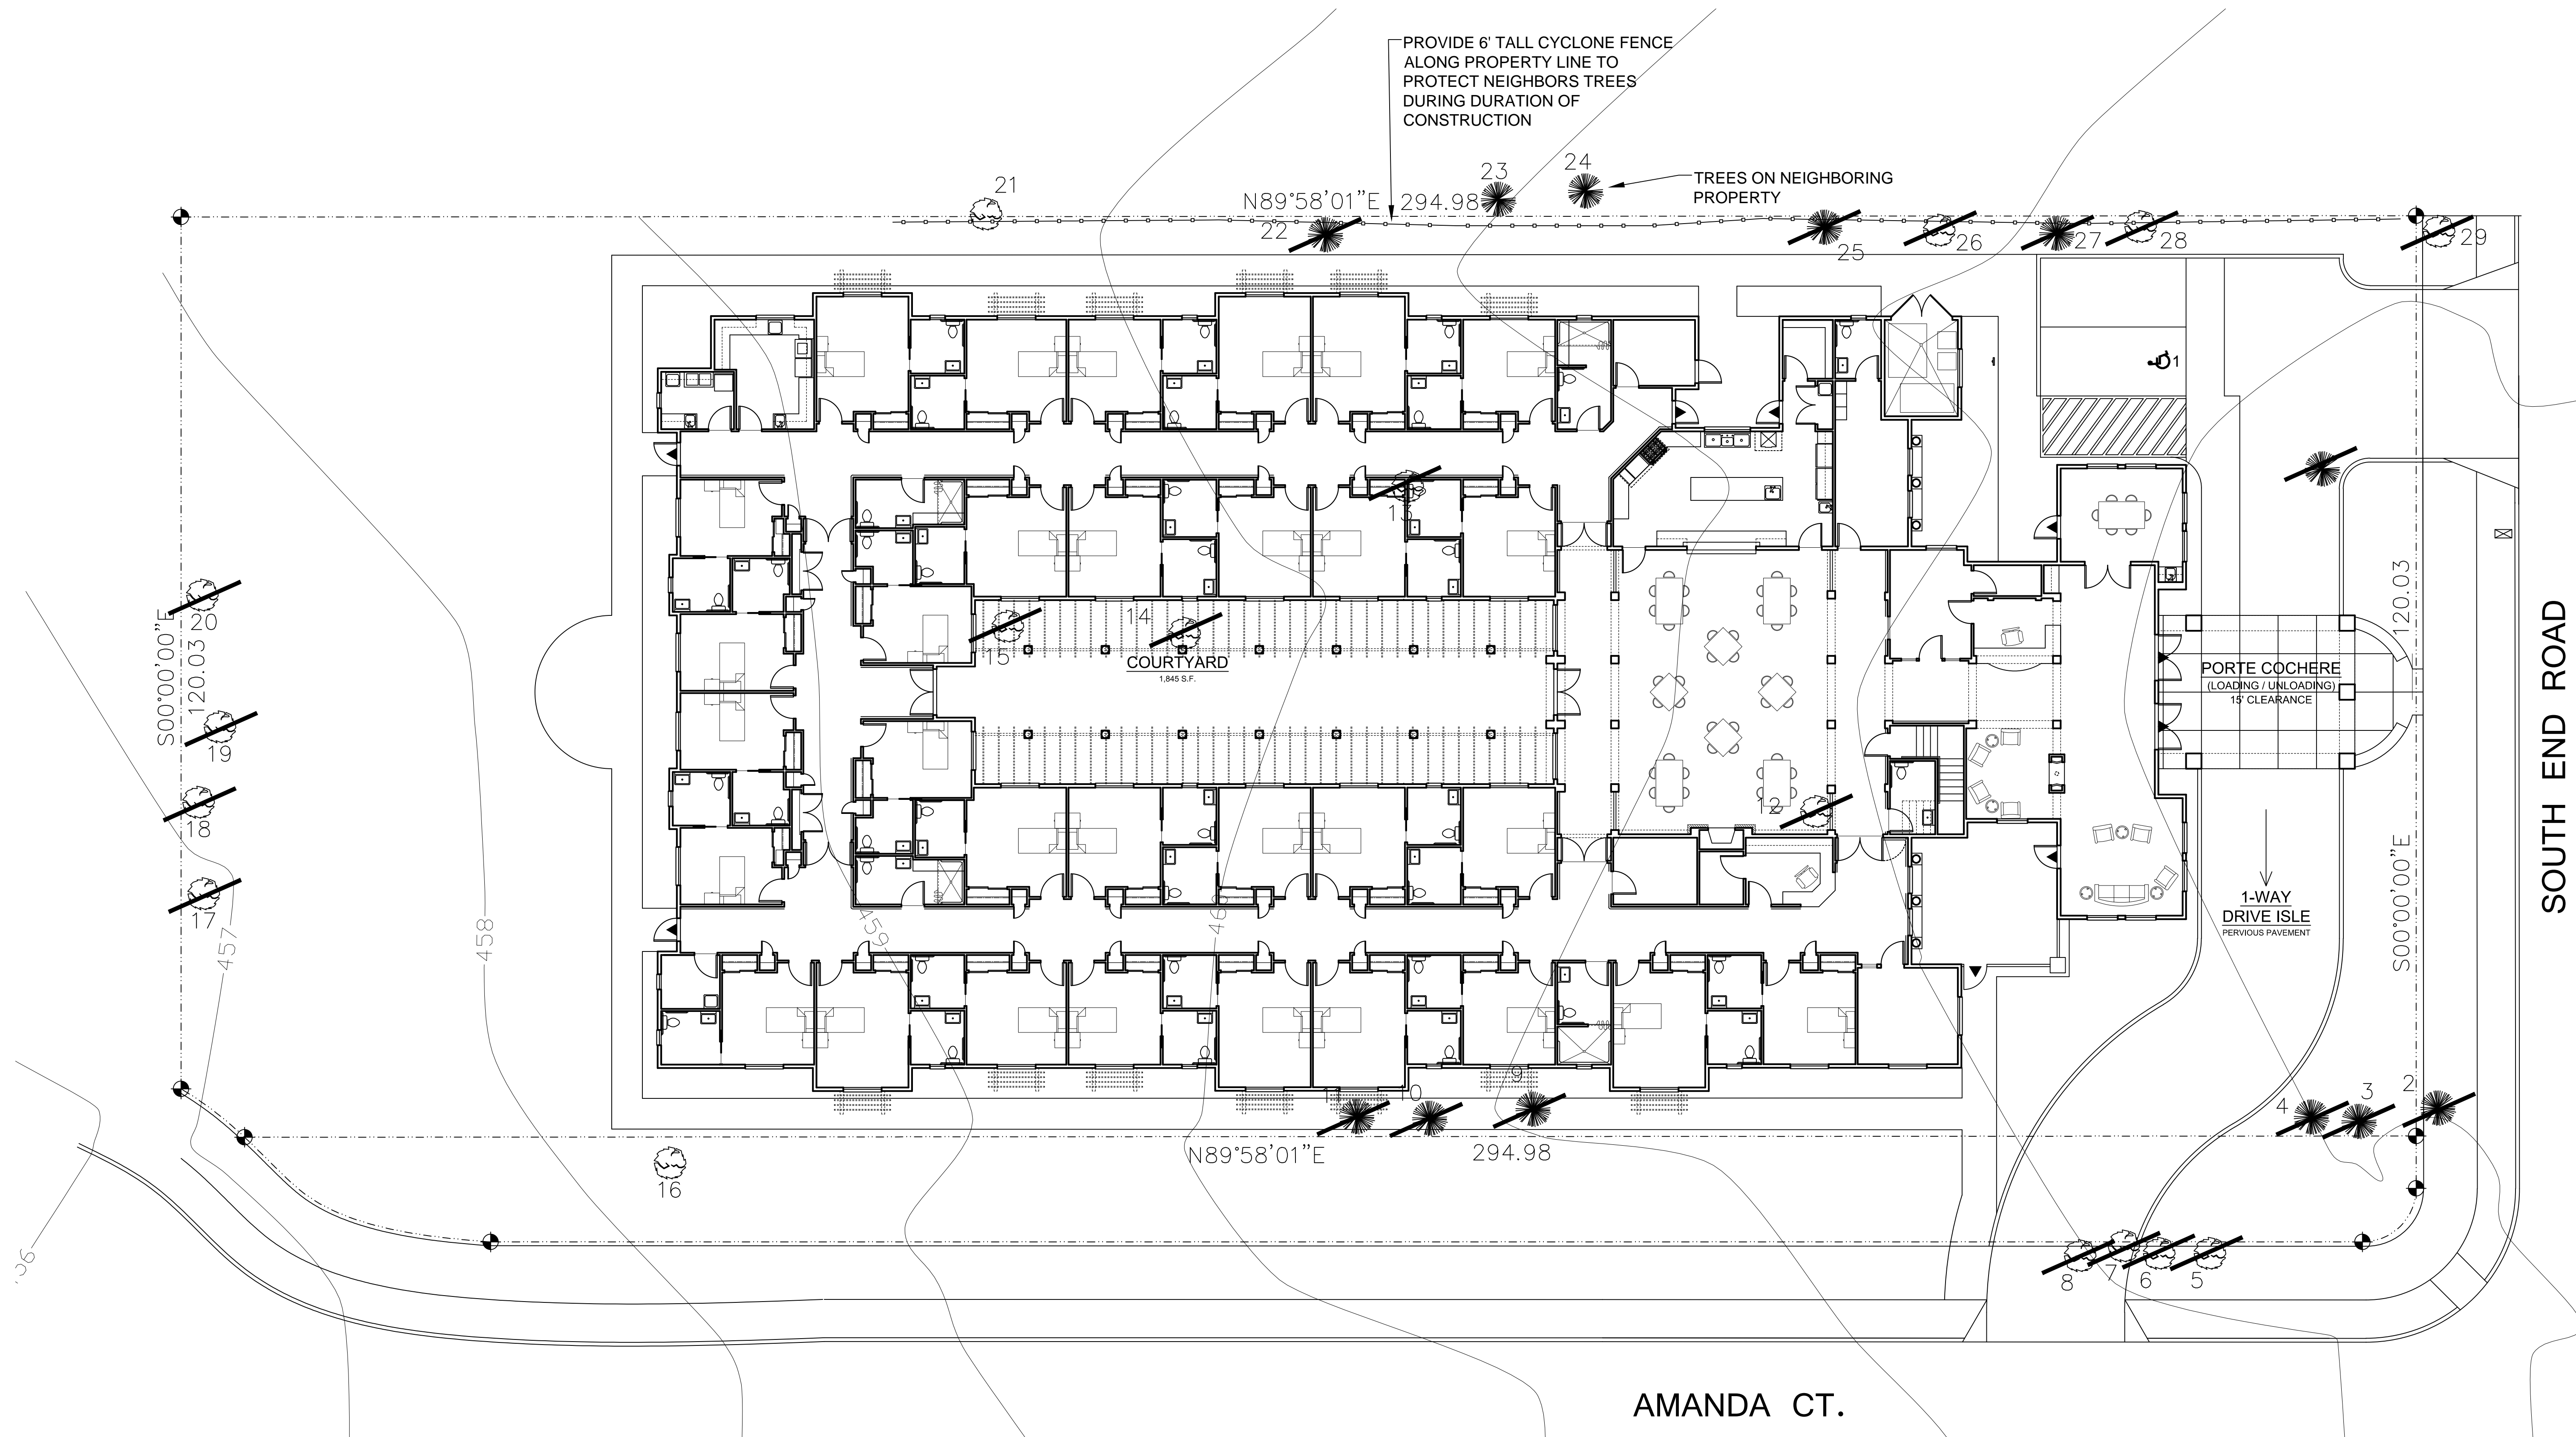 PROVIDE 6' TALL CYCLONE FENCE
ALONG PROPERTY LINE TO
PROTECT NEIGHBORS TREES
DURING DURATION OF
CONSTRUCTION
24
23
TREES ON NEIGHBORING
PROPERTY
21
N89°58'01"E 294.98
22
25
26
27
28
29
1
13
14
15
COURTYARD
1,845 S.F.
20
S00°00'00"E
120.03
19
18
17
457
458
459
12
PORTE COCHERE
(LOADING / UNLOADING)
15' CLEARANCE
120.03
S00°00'00"E
SOUTH END ROAD
1-WAY
DRIVE ISLE
PERVIOUS PAVEMENT
11
10
9
4
3
2
N89°58'01"E
294.98
16
8
7
6
5
AMANDA CT.